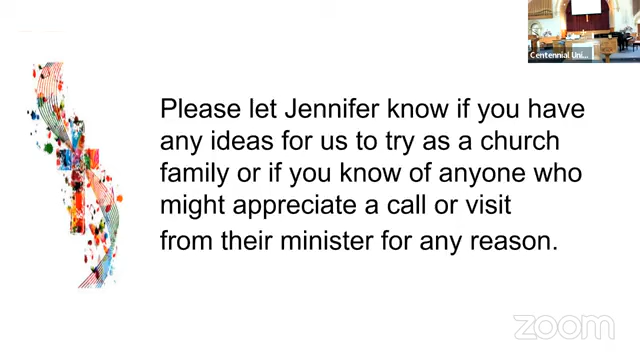 Centennial Uni...
Please let Jennifer know if you have
any ideas for us to try as a church
family or if you know of anyone who
might appreciate a call or visit
from their minister for any reason.
zoom